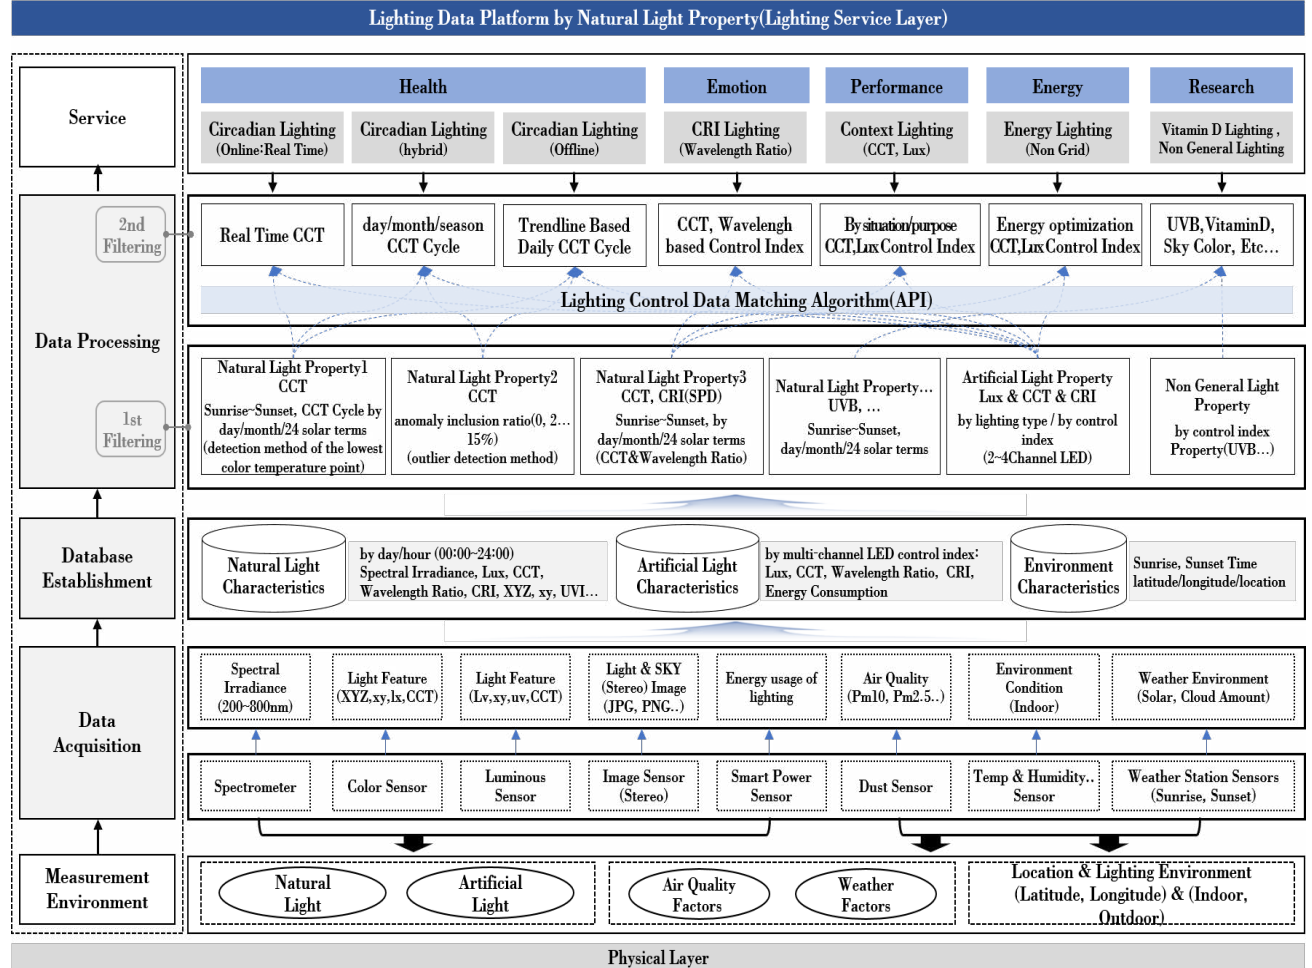 Lighting Data Platform by Natural Light Property(Lighting Service Layer)
Service
Health
Emotion
Performance
Energy
Research
Circadian Lighting
(Online:Real Time)
Circadian Lighting
(hybrid)
Circadian Lighting
(Offline)
CRI Lighting
(Wavelength Ratio)
Context Lighting
(CCT, Lux)
Energy Lighting
(Non Grid)
Vitamin D Lighting ,
Non General Lighting
Data Processing
2nd
Filtering
Real Time CCT
day/month/season
CCT Cycle
Trendline Based
Daily CCT Cycle
CCT, Wavelengh
based Control Index
By situation/purpose
CCT,Lux Control Index
Energy optimization
CCT,Lux Control Index
UVB,VitaminD,
Sky Color, Etc…
Lighting Control Data Matching Algorithm(API)
1st
Filtering
Natural Light Property1
CCT
Sunrise~Sunset, CCT Cycle by
day/month/24 solar terms
(detection method of the lowest
color temperature point)
Natural Light Property2
CCT
anomaly inclusion ratio(0, 2…
15%)
(outlier detection method)
Natural Light Property3
CCT, CRI(SPD)
Sunrise~Sunset, by
day/month/24 solar terms
(CCT&Wavelength Ratio)
Natural Light Property…
UVB, …
Sunrise~Sunset,
day/month/24 solar terms
Artificial Light Property
Lux & CCT & CRI
by lighting type / by control
index
(2~4Channel LED)
Non General Light
Property
by control index
Property(UVB…)
Database
Establishment
Natural Light
Characteristics
by day/hour (00:00~24:00)
Spectral Irradiance, Lux, CCT,
Wavelength Ratio, CRI, XYZ, xy, UVI…
Artificial Light
Characteristics
by multi-channel LED control index:
Lux, CCT, Wavelength Ratio, CRI,
Energy Consumption
Environment
Characteristics
Sunrise, Sunset Time
latitude/longitude/location
Data
Acquisition
Spectral
Irradiance
(200~800nm)
Light Feature
(XYZ,xy,lx,CCT)
Light Feature
(Lv,xy,uv,CCT)
Light & SKY
(Stereo) Image
(JPG, PNG..)
Energy usage of
lighting
Air Quality
(Pm10, Pm2.5..)
Environment
Condition
(Indoor)
Weather Environment
(Solar, Cloud Amount)
Spectrometer
Color Sensor
Luminous
Sensor
Image Sensor
(Stereo)
Smart Power
Sensor
Dust Sensor
Temp & Humidity..
Sensor
Weather Station Sensors
(Sunrise, Sunset)
Measurement
Environment
Natural
Light
Artificial
Light
Air Quality
Factors
Weather
Factors
Location & Lighting Environment
(Latitude, Longitude) & (Indoor,
Outdoor)
Physical Layer